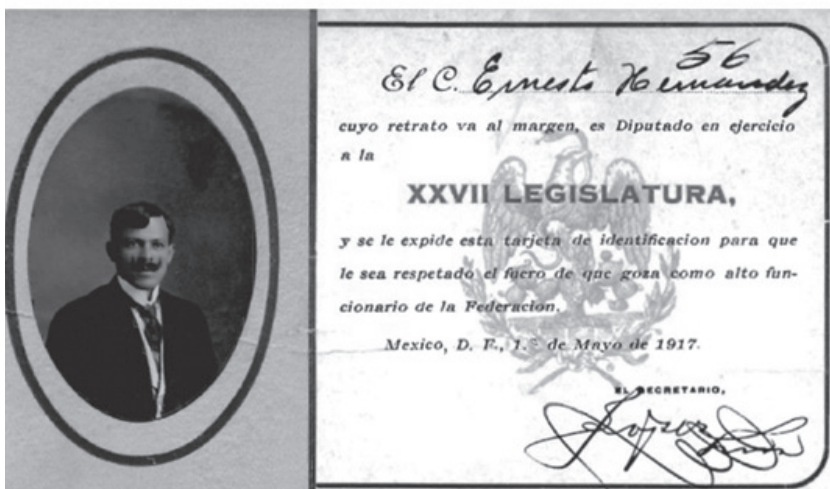 56
El C. Ernesto Hernandez
cuyo retrato va al margen, es Diputado en ejercicio
a la
XXVII LEGISLATURA,
y se le expide esta tarjeta de identificacion para que
le sea respetado el fuero de que goza como alto fun-
cionario de la Federacion.
Mexico, D. F., 1.º de Mayo de 1917.
EL SECRETARIO,